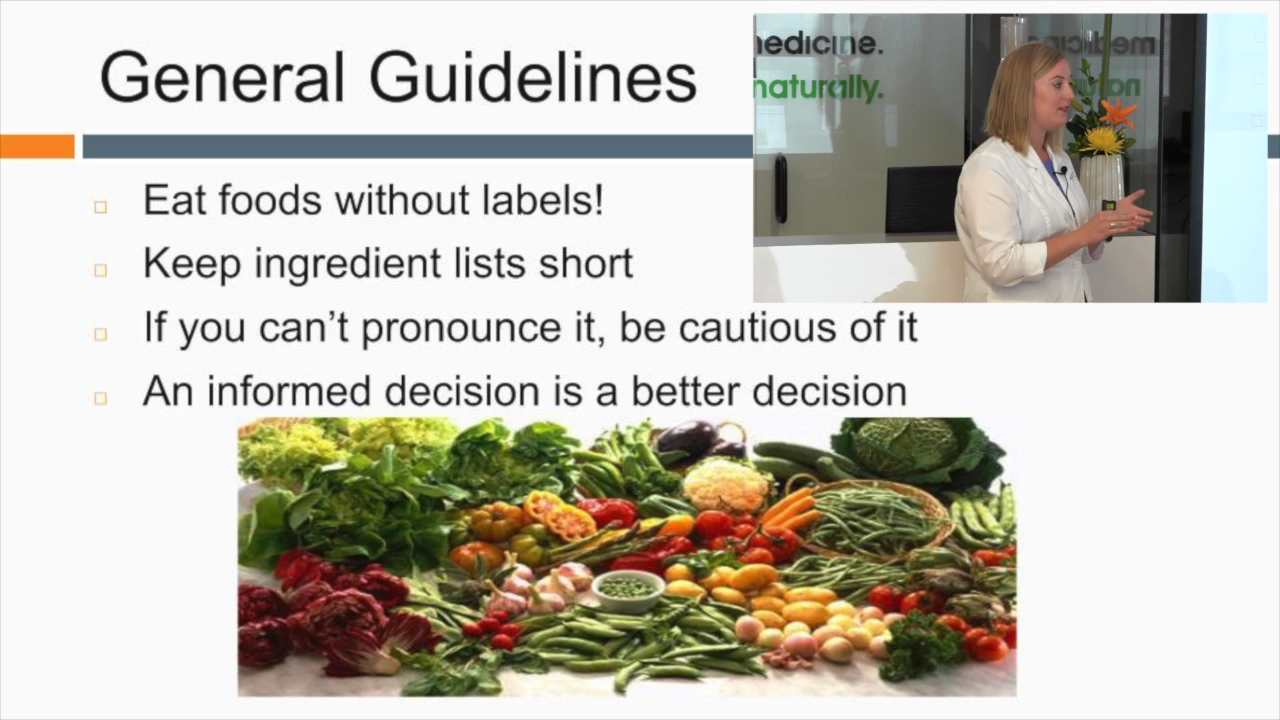 General Guidelines
Eat foods without labels!
Keep ingredient lists short
If you can’t pronounce it, be cautious of it
An informed decision is a better decision
medicine.
naturally.